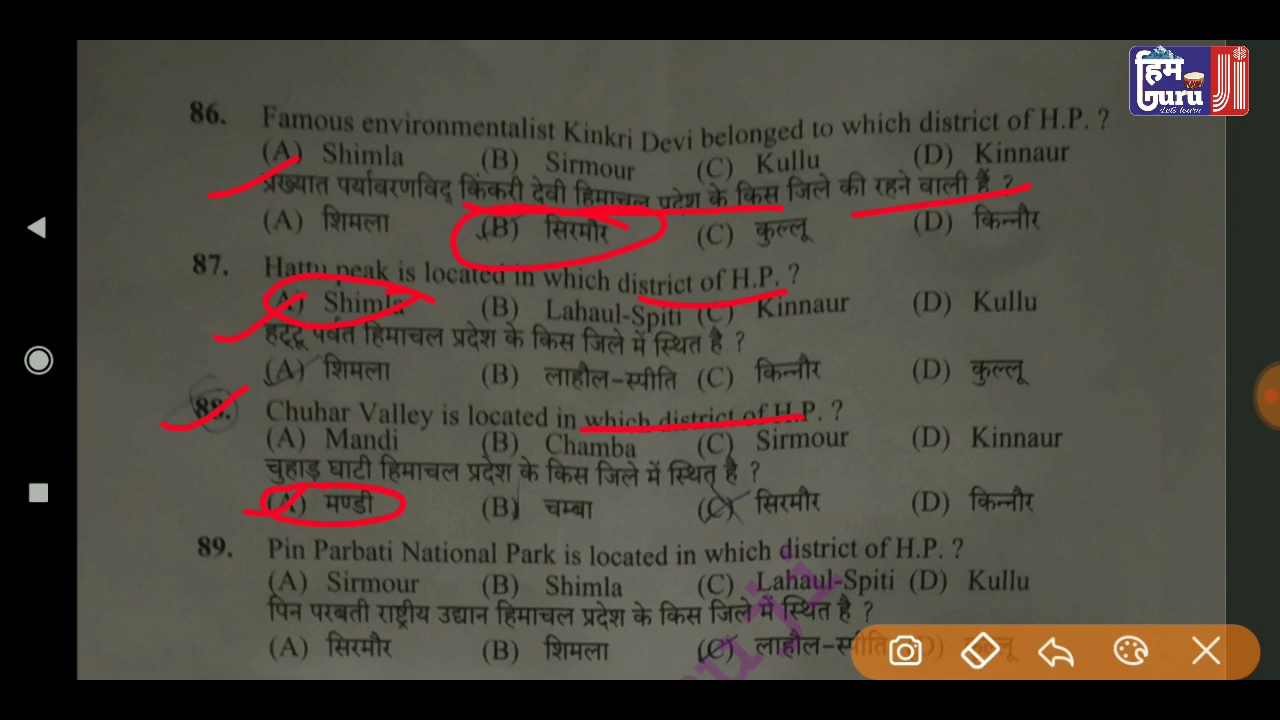 हिम
Guru
Ji
Let's learn
86. Famous environmentalist Kinkri Devi belonged to which district of H.P. ?
(A) Shimla (B) Sirmour (C) Kullu (D) Kinnaur
प्रख्यात पर्यावरणविद् किंकरी देवी हिमाचल प्रदेश के किस जिले की रहने वाली हैं ?
(A) शिमला (B) सिरमौर (C) कुल्लू (D) किन्नौर
87. Hattu peak is located in which district of H.P. ?
(A) Shimla (B) Lahaul-Spiti (C) Kinnaur (D) Kullu
हट्टू पर्वत हिमाचल प्रदेश के किस जिले में स्थित है ?
(A) शिमला (B) लाहौल-स्पीति (C) किन्नौर (D) कुल्लू
88. Chuhar Valley is located in which district of H.P. ?
(A) Mandi (B) Chamba (C) Sirmour (D) Kinnaur
चुहाड़ घाटी हिमाचल प्रदेश के किस जिले में स्थित है ?
(A) मण्डी (B) चम्बा (C) सिरमौर (D) किन्नौर
89. Pin Parbati National Park is located in which district of H.P. ?
(A) Sirmour (B) Shimla (C) Lahaul-Spiti (D) Kullu
पिन परबती राष्ट्रीय उद्यान हिमाचल प्रदेश के किस जिले में स्थित है ?
(A) सिरमौर (B) शिमला (C) लाहौल-स्पीति